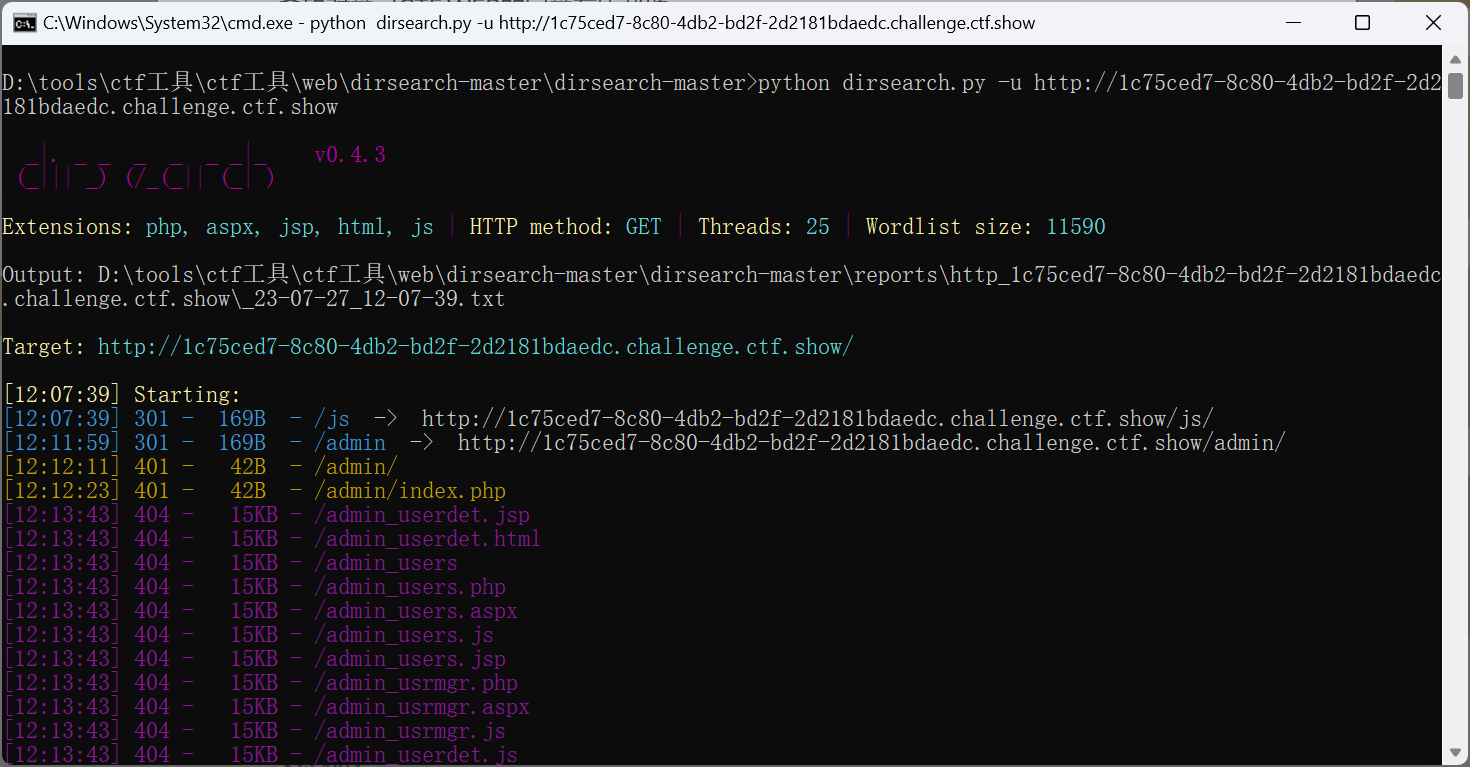 C:\Windows\System32\cmd.exe - python  dirsearch.py -u http://1c75ced7-8c80-4db2-bd2f-2d2181bdaedc.challenge.ctf.show
D:\tools\ctf工具\ctf工具\web\dirsearch-master\dirsearch-master>python dirsearch.py -u http://1c75ced7-8c80-4db2-bd2f-2d2
181bdaedc.challenge.ctf.show
v0.4.3
Extensions: php, aspx, jsp, html, js | HTTP method: GET | Threads: 25 | Wordlist size: 11590
Output: D:\tools\ctf工具\ctf工具\web\dirsearch-master\dirsearch-master\reports\http_1c75ced7-8c80-4db2-bd2f-2d2181bdaedc
.challenge.ctf.show\_23-07-27_12-07-39.txt
Target: http://1c75ced7-8c80-4db2-bd2f-2d2181bdaedc.challenge.ctf.show/
[12:07:39] Starting:
[12:07:39] 301 -  169B  - /js  ->  http://1c75ced7-8c80-4db2-bd2f-2d2181bdaedc.challenge.ctf.show/js/
[12:11:59] 301 -  169B  - /admin  ->  http://1c75ced7-8c80-4db2-bd2f-2d2181bdaedc.challenge.ctf.show/admin/
[12:12:11] 401 -   42B  - /admin/
[12:12:23] 401 -   42B  - /admin/index.php
[12:13:43] 404 -   15KB - /admin_userdet.jsp
[12:13:43] 404 -   15KB - /admin_userdet.html
[12:13:43] 404 -   15KB - /admin_users
[12:13:43] 404 -   15KB - /admin_users.php
[12:13:43] 404 -   15KB - /admin_users.aspx
[12:13:43] 404 -   15KB - /admin_users.js
[12:13:43] 404 -   15KB - /admin_users.jsp
[12:13:43] 404 -   15KB - /admin_usrmgr.php
[12:13:43] 404 -   15KB - /admin_usrmgr.aspx
[12:13:43] 404 -   15KB - /admin_usrmgr.js
[12:13:43] 404 -   15KB - /admin_userdet.js